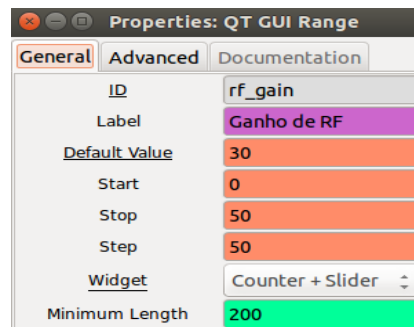 Properties: QT GUI Range
General Advanced Documentation
ID rf_gain
Label Ganho de RF
Default Value 30
Start 0
Stop 50
Step 50
Widget Counter + Slider
Minimum Length 200